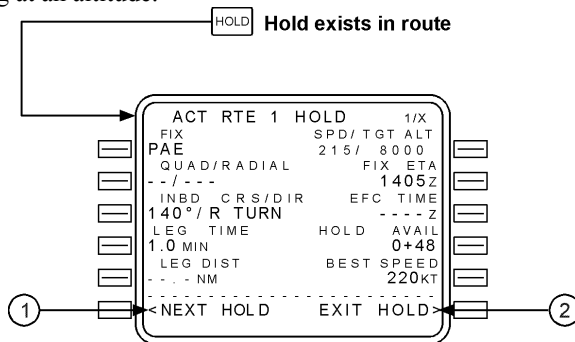 g at an altitude.
HOLD Hold exists in route
ACT RTE 1 HOLD 1/X
FIX SPD/TGT ALT
PAE 215/ 8000
QUAD/RADIAL FIX ETA
--/--- 1405Z
INBD CRS/DIR EFC TIME
140°/R TURN ----Z
LEG TIME HOLD AVAIL
1.0 MIN 0+48
LEG DIST BEST SPEED
--.-NM 220KT
1 <NEXT HOLD EXIT HOLD> 2